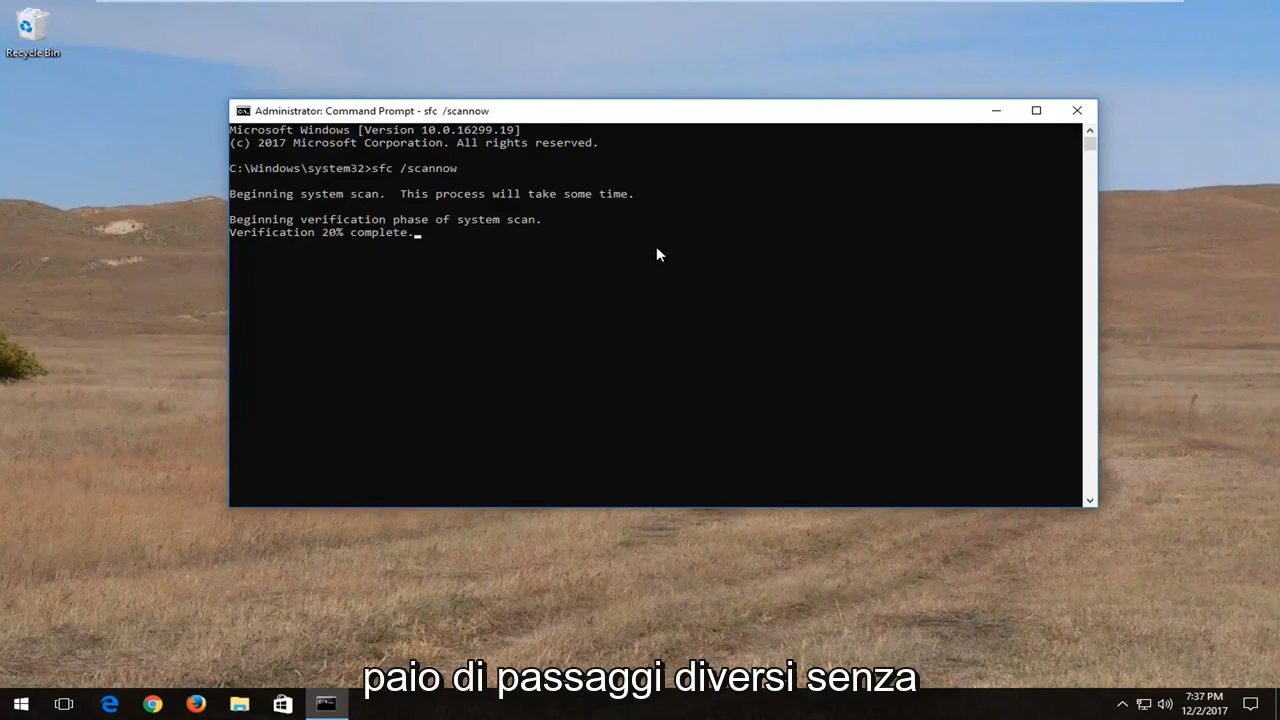 Recycle Bin
Administrator: Command Prompt - sfc /scannow
Microsoft Windows [Version 10.0.16299.19]
(c) 2017 Microsoft Corporation. All rights reserved.
C:\Windows\system32>sfc /scannow
Beginning system scan.  This process will take some time.
Beginning verification phase of system scan.
Verification 20% complete.
paio di passaggi diversi senza
7:37 PM
12/2/2017